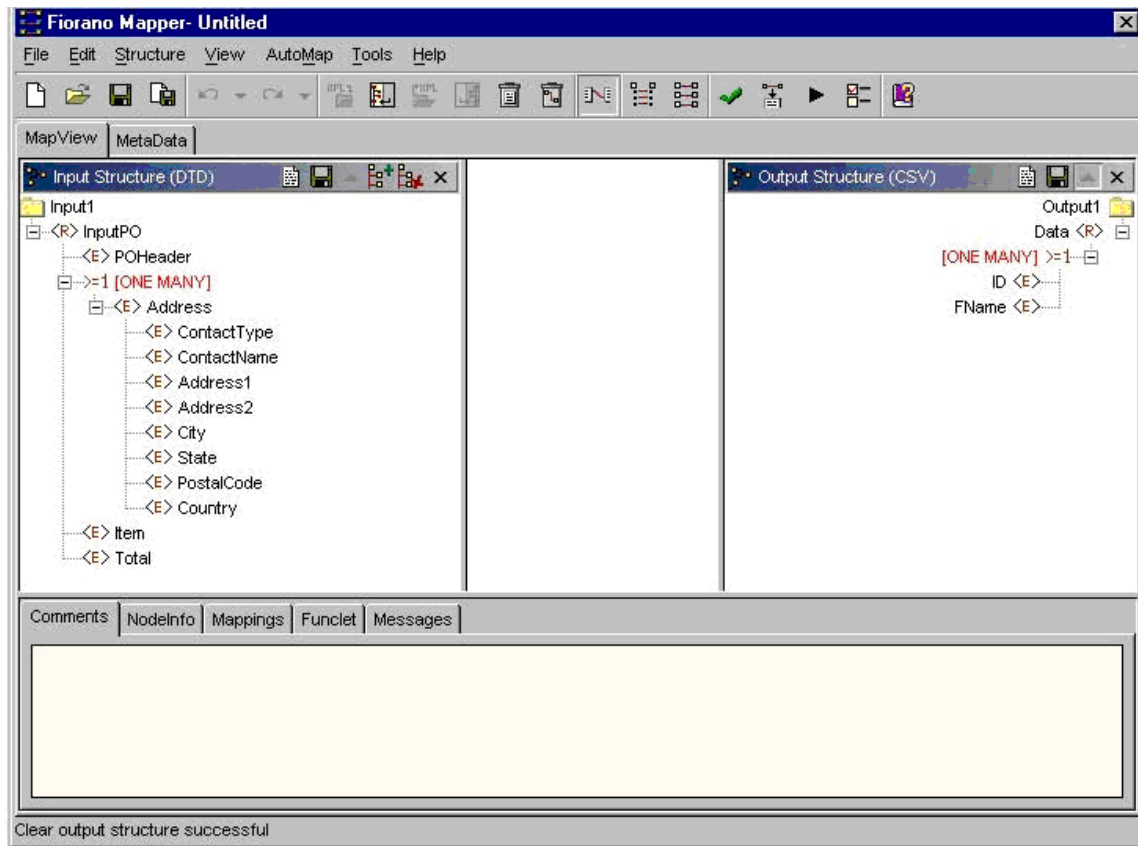 Fiorano Mapper- Untitled
File Edit Structure View AutoMap Tools Help
MapView MetaData
Input Structure (DTD)
Input1
<R> InputPO
<E> POHeader
>=1 [ONE MANY]
<E> Address
<E> ContactType
<E> ContactName
<E> Address1
<E> Address2
<E> City
<E> State
<E> PostalCode
<E> Country
<E> Item
<E> Total
Output Structure (CSV)
Output1
Data <R>
[ONE MANY] >=1
ID <E>
FName <E>
Comments NodeInfo Mappings Funclet Messages
Clear output structure successful